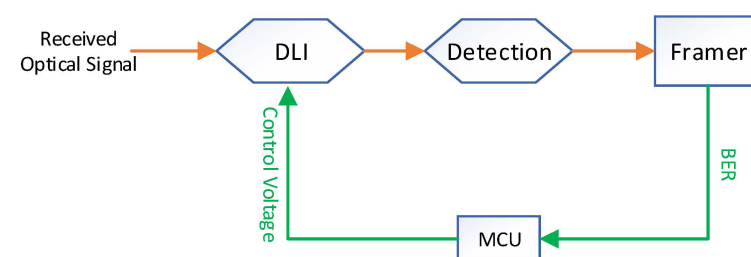 Received
Optical Signal
DLI
Detection
Framer
Control Voltage
BER
MCU